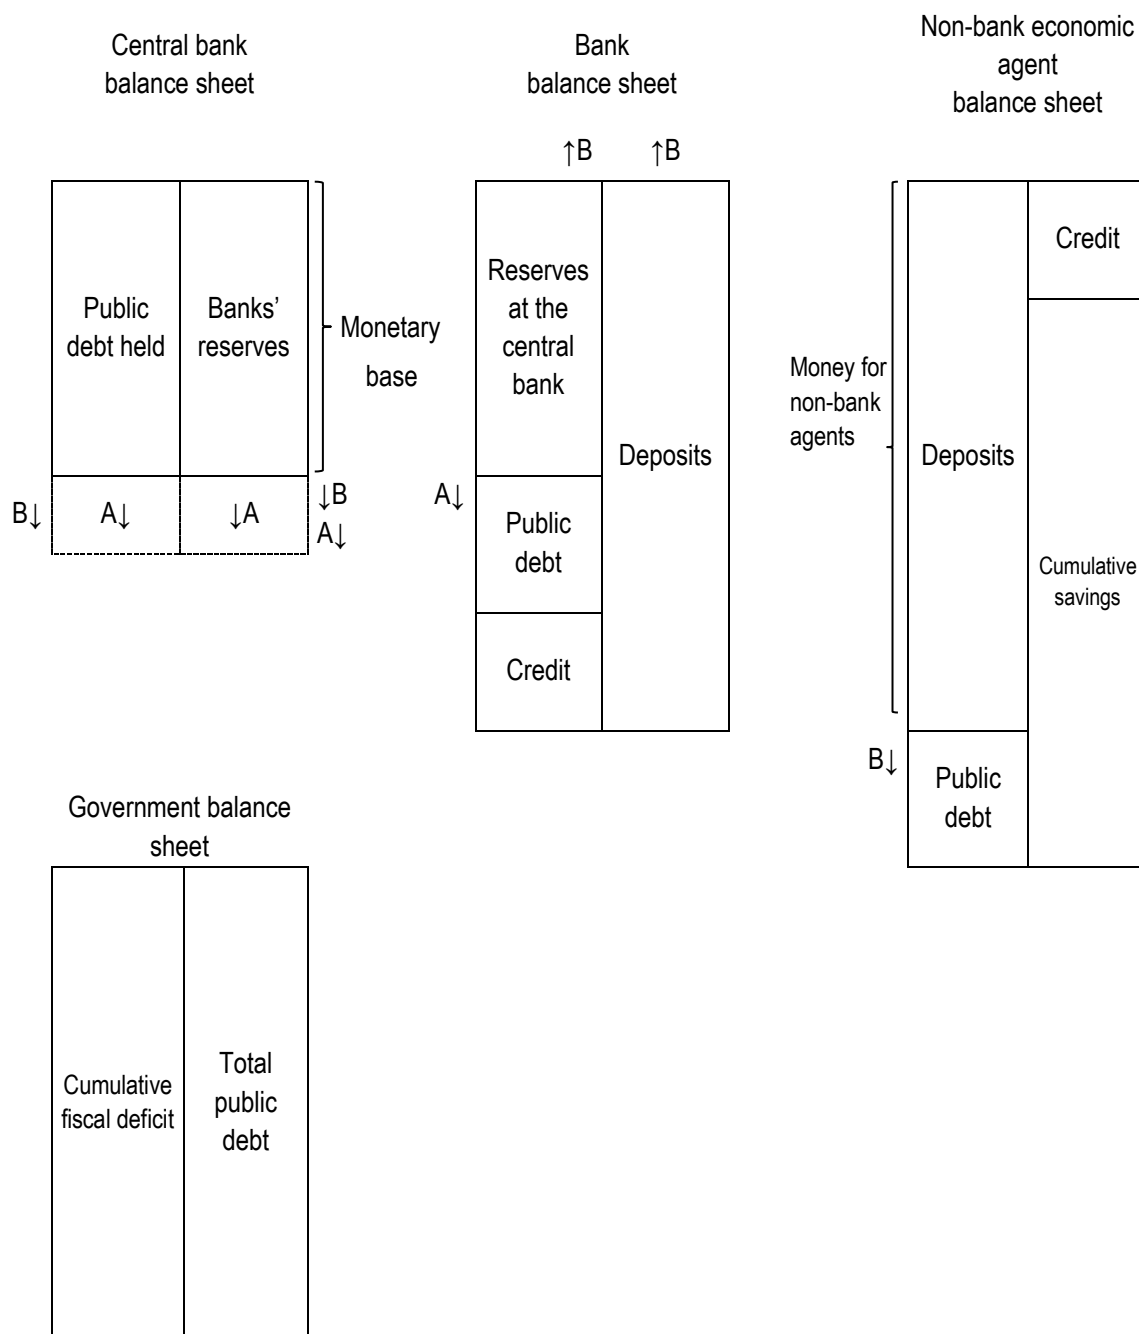 Central bank
balance sheet
Bank
balance sheet
Non-bank economic
agent
balance sheet
↑B
↑B
Public
debt held
Banks'
reserves
Monetary
base
B↓
A↓
↓A
↓B
A↓
Reserves
at the
central
bank
A↓
Public
debt
Credit
Deposits
Money for
non-bank
agents
Deposits
Credit
Cumulative
savings
B↓
Public
debt
Government balance
sheet
Cumulative
fiscal deficit
Total
public
debt